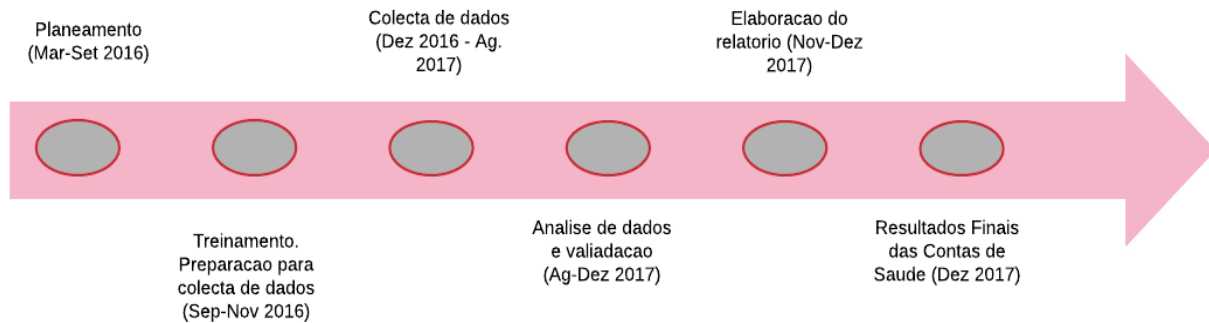 Planeamento
(Mar-Set 2016)
Treinamento.
Preparacao para
colecta de dados
(Sep-Nov 2016)
Colecta de dados
(Dez 2016 - Ag.
2017)
Analise de dados
e valiadacao
(Ag-Dez 2017)
Elaboracao do
relatorio (Nov-Dez
2017)
Resultados Finais
das Contas de
Saude (Dez 2017)